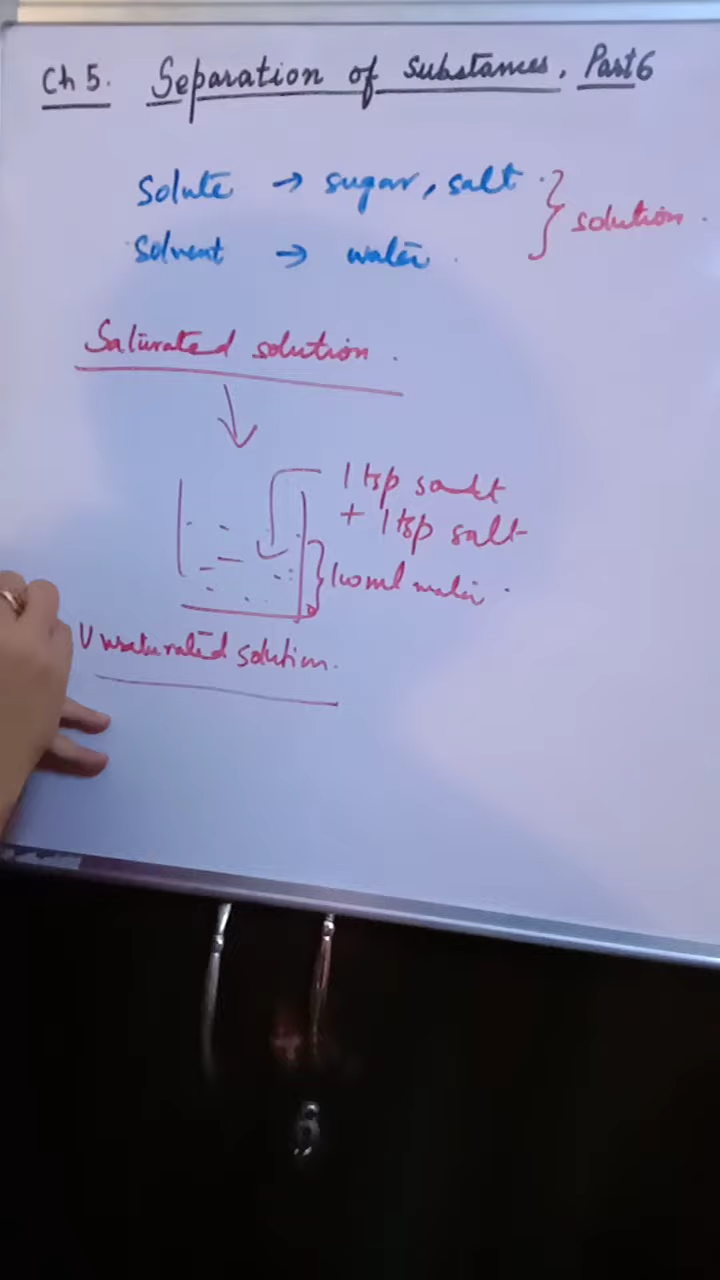 Ch 5. Separation of Substances. Part 6
Solute → sugar, salt } solution.
Solvent → water.
Saturated solution.
1 tsp salt
+ 1 tsp salt
100ml water.
Unsaturated solution.